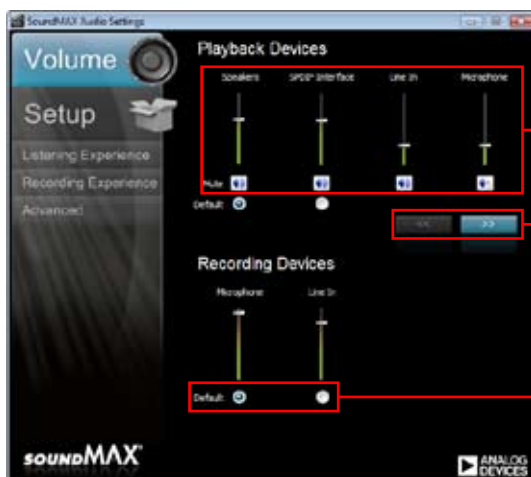 SoundMAX Audio Settings
Volume
Setup
Listening Experience
Recording Experience
Advanced
Playback Devices
Speakers SPDIF Interface Line In Microphone
Mute
Default
<< >>
Recording Devices
Microphone Line In
Default
SOUNDMAX
ANALOG
DEVICES